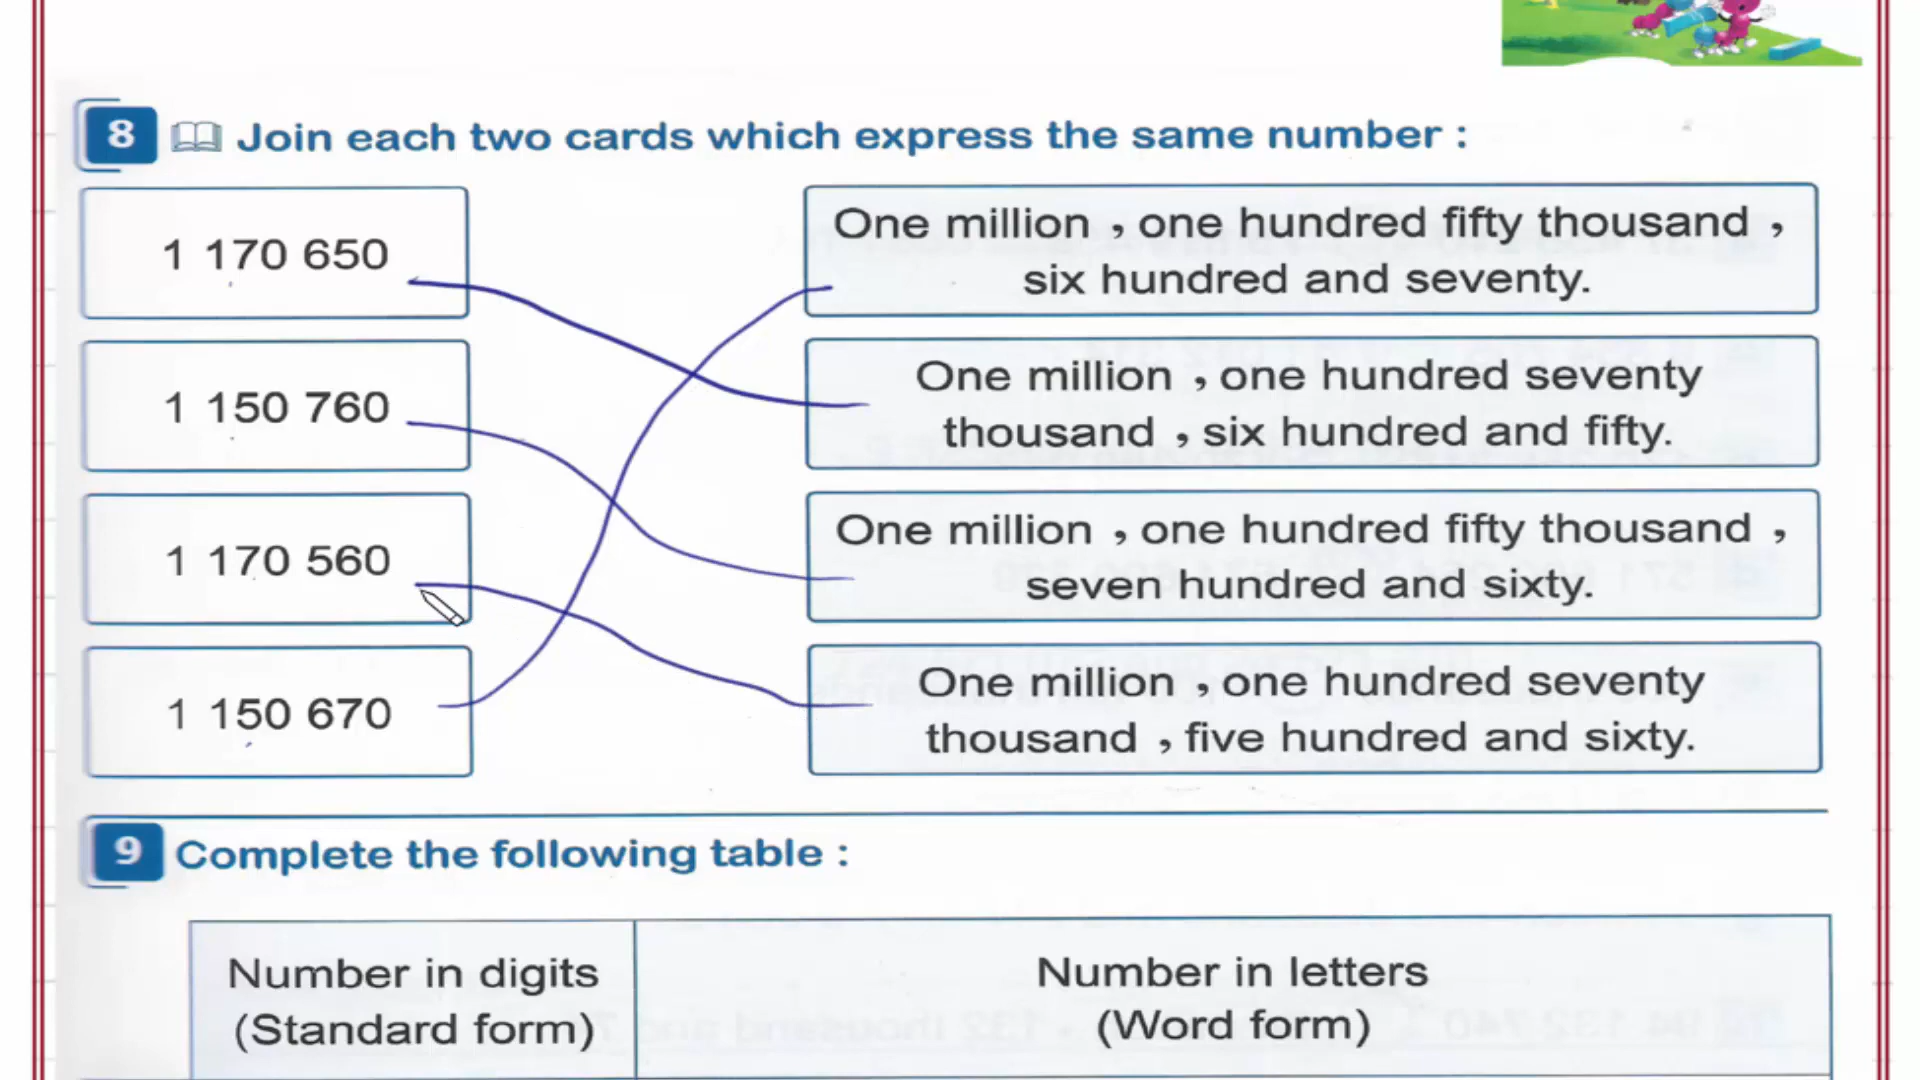 8 Join each two cards which express the same number :
1 170 650
One million , one hundred fifty thousand ,
six hundred and seventy.
1 150 760
One million , one hundred seventy
thousand , six hundred and fifty.
1 170 560
One million , one hundred fifty thousand ,
seven hundred and sixty.
1 150 670
One million , one hundred seventy
thousand , five hundred and sixty.
9 Complete the following table :
Number in digits
(Standard form)
Number in letters
(Word form)